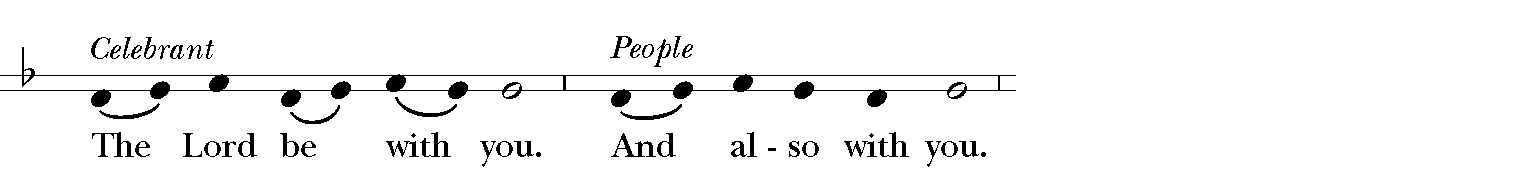 Celebrant People
The Lord be with you. And al - so with you.